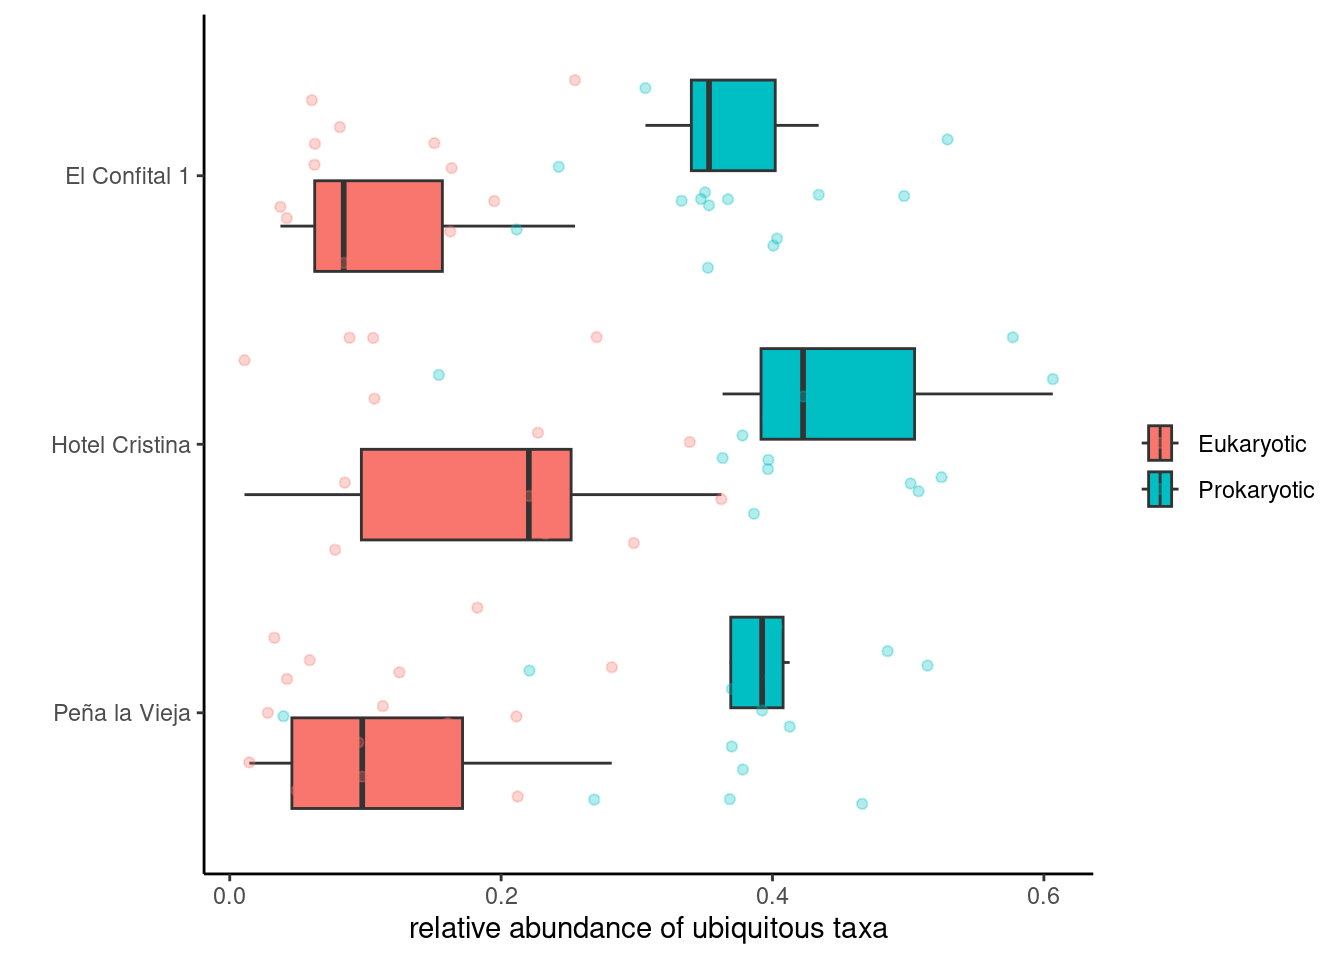 El Confital 1
Hotel Cristina
Peña la Vieja
0.0
0.2
0.4
0.6
relative abundance of ubiquitous taxa
Eukaryotic
Prokaryotic